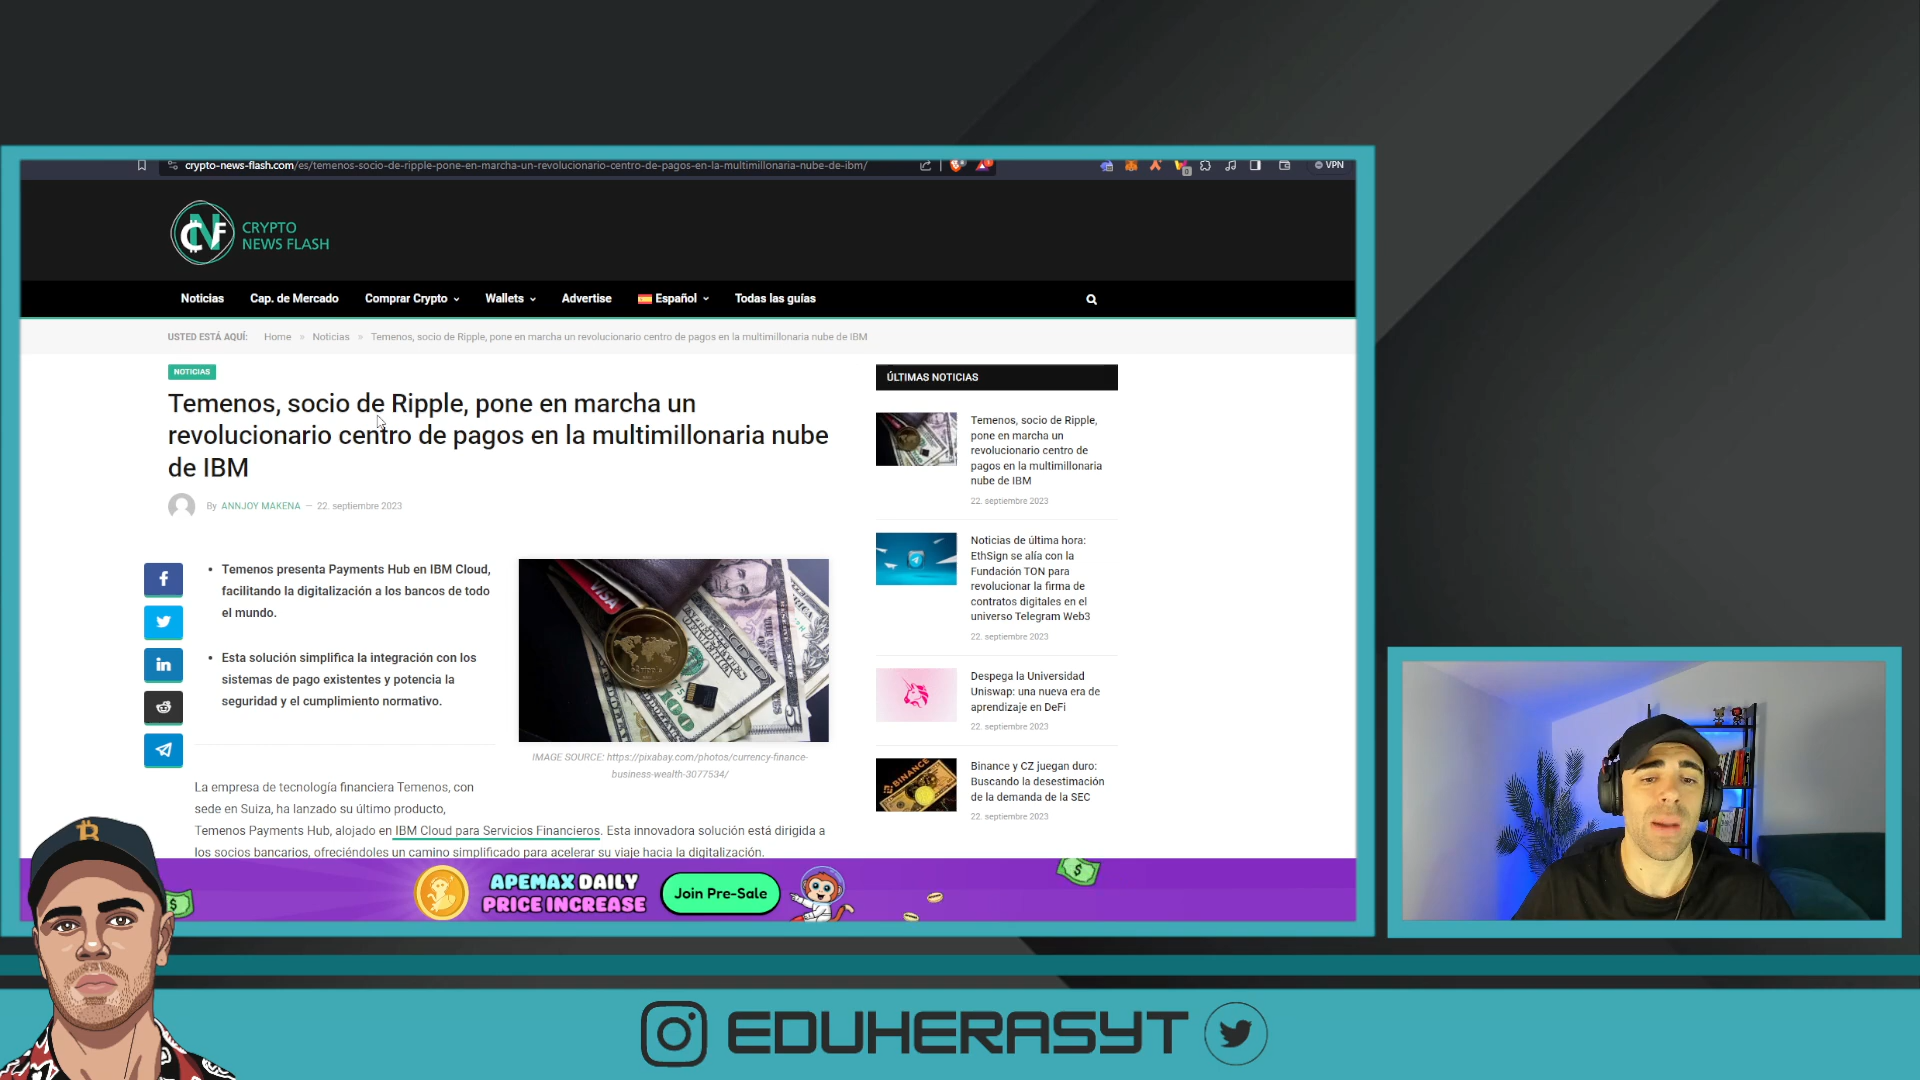 crypto-news-flash.com/es/temenos-socio-de-ripple-pone-en-marcha-un-revolucionario-centro-de-pagos-en-la-multimillonaria-nube-de-ibm/
VPN
CNF
CRYPTO
NEWS FLASH
Noticias Cap. de Mercado Comprar Crypto Wallets Advertise Español Todas las guías
USTED ESTÁ AQUÍ: Home » Noticias » Temenos, socio de Ripple, pone en marcha un revolucionario centro de pagos en la multimillonaria nube de IBM
NOTICIAS
Temenos, socio de Ripple, pone en marcha un
revolucionario centro de pagos en la multimillonaria nube
de IBM
By ANNJOY MAKENA — 22. septiembre 2023
• Temenos presenta Payments Hub en IBM Cloud,
facilitando la digitalización a los bancos de todo
el mundo.
• Esta solución simplifica la integración con los
sistemas de pago existentes y potencia la
seguridad y el cumplimiento normativo.
VISA
100
IMAGE SOURCE: https://pixabay.com/photos/currency-finance-
business-wealth-3077534/
La empresa de tecnología financiera Temenos, con
sede en Suiza, ha lanzado su último producto,
Temenos Payments Hub, alojado en IBM Cloud para Servicios Financieros. Esta innovadora solución está dirigida a
los socios bancarios, ofreciéndoles un camino simplificado para acelerar su viaje hacia la digitalización.
ÚLTIMAS NOTICIAS
Temenos, socio de Ripple,
pone en marcha un
revolucionario centro de
pagos en la multimillonaria
nube de IBM
22. septiembre 2023
Noticias de última hora:
EthSign se alía con la
Fundación TON para
revolucionar la firma de
contratos digitales en el
universo Telegram Web3
22. septiembre 2023
Despega la Universidad
Uniswap: una nueva era de
aprendizaje en DeFi
22. septiembre 2023
BINANCE
Binance y CZ juegan duro:
Buscando la desestimación
de la demanda de la SEC
22. septiembre 2023
APEMAX DAILY
PRICE INCREASE
Join Pre-Sale
EDUHERASYT